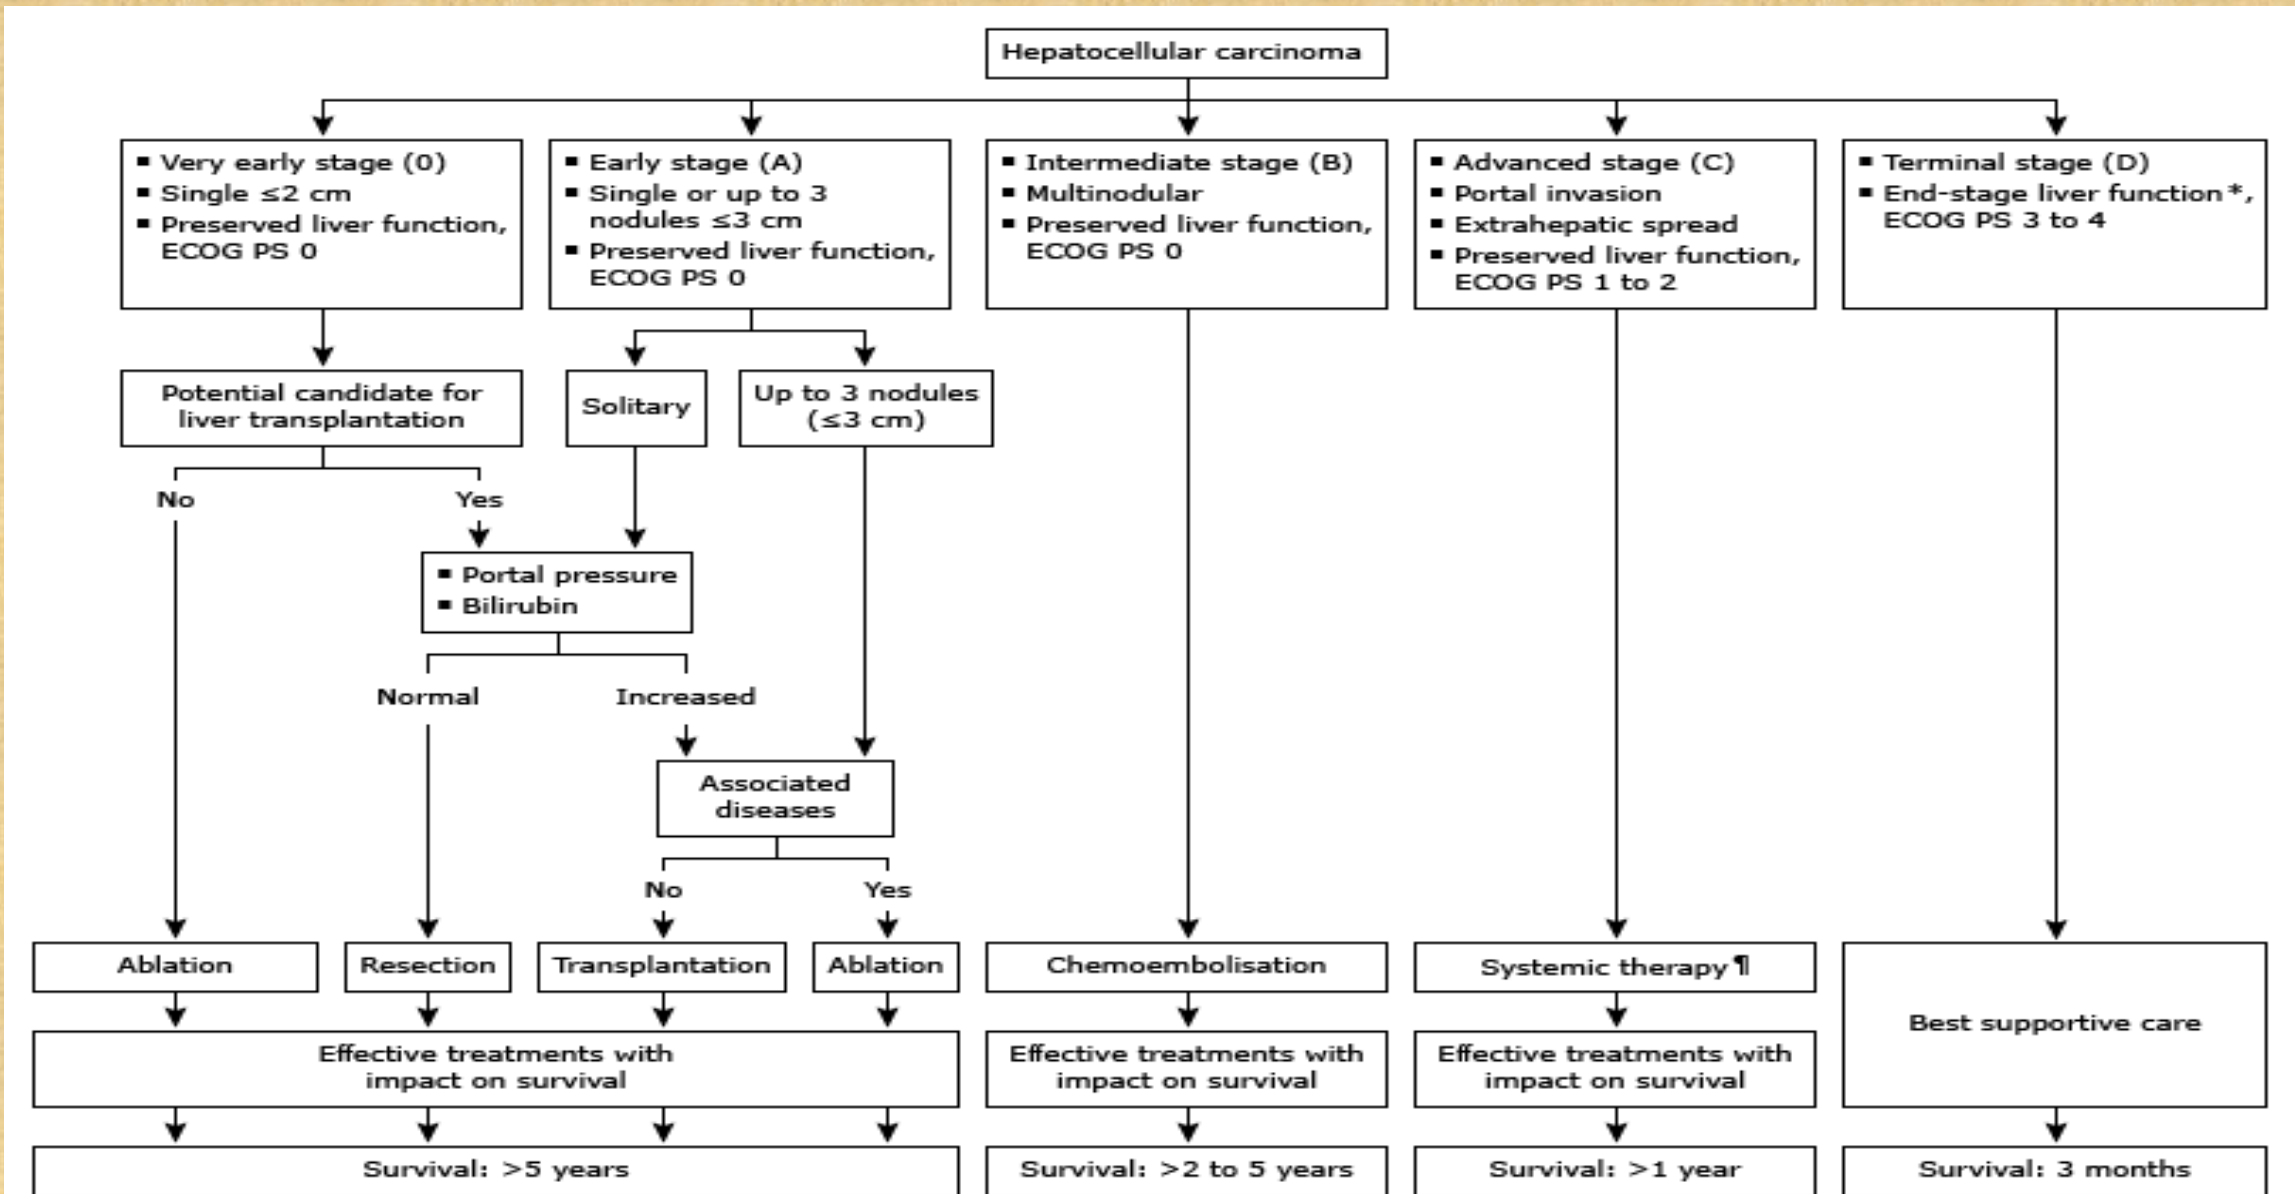 Hepatocellular carcinoma
▪ Very early stage (0)
▪ Single ≤2 cm
▪ Preserved liver function,
ECOG PS 0
▪ Early stage (A)
▪ Single or up to 3
nodules ≤3 cm
▪ Preserved liver function,
ECOG PS 0
▪ Intermediate stage (B)
▪ Multinodular
▪ Preserved liver function,
ECOG PS 0
▪ Advanced stage (C)
▪ Portal invasion
▪ Extrahepatic spread
▪ Preserved liver function,
ECOG PS 1 to 2
▪ Terminal stage (D)
▪ End-stage liver function*,
ECOG PS 3 to 4
Potential candidate for
liver transplantation
Solitary
Up to 3 nodules
(≤3 cm)
No
Yes
▪ Portal pressure
▪ Bilirubin
Normal
Increased
Associated
diseases
No
Yes
Ablation
Resection
Transplantation
Ablation
Chemoembolisation
Systemic therapy¶
Best supportive care
Effective treatments with
impact on survival
Effective treatments with
impact on survival
Effective treatments with
impact on survival
Survival: >5 years
Survival: >2 to 5 years
Survival: >1 year
Survival: 3 months